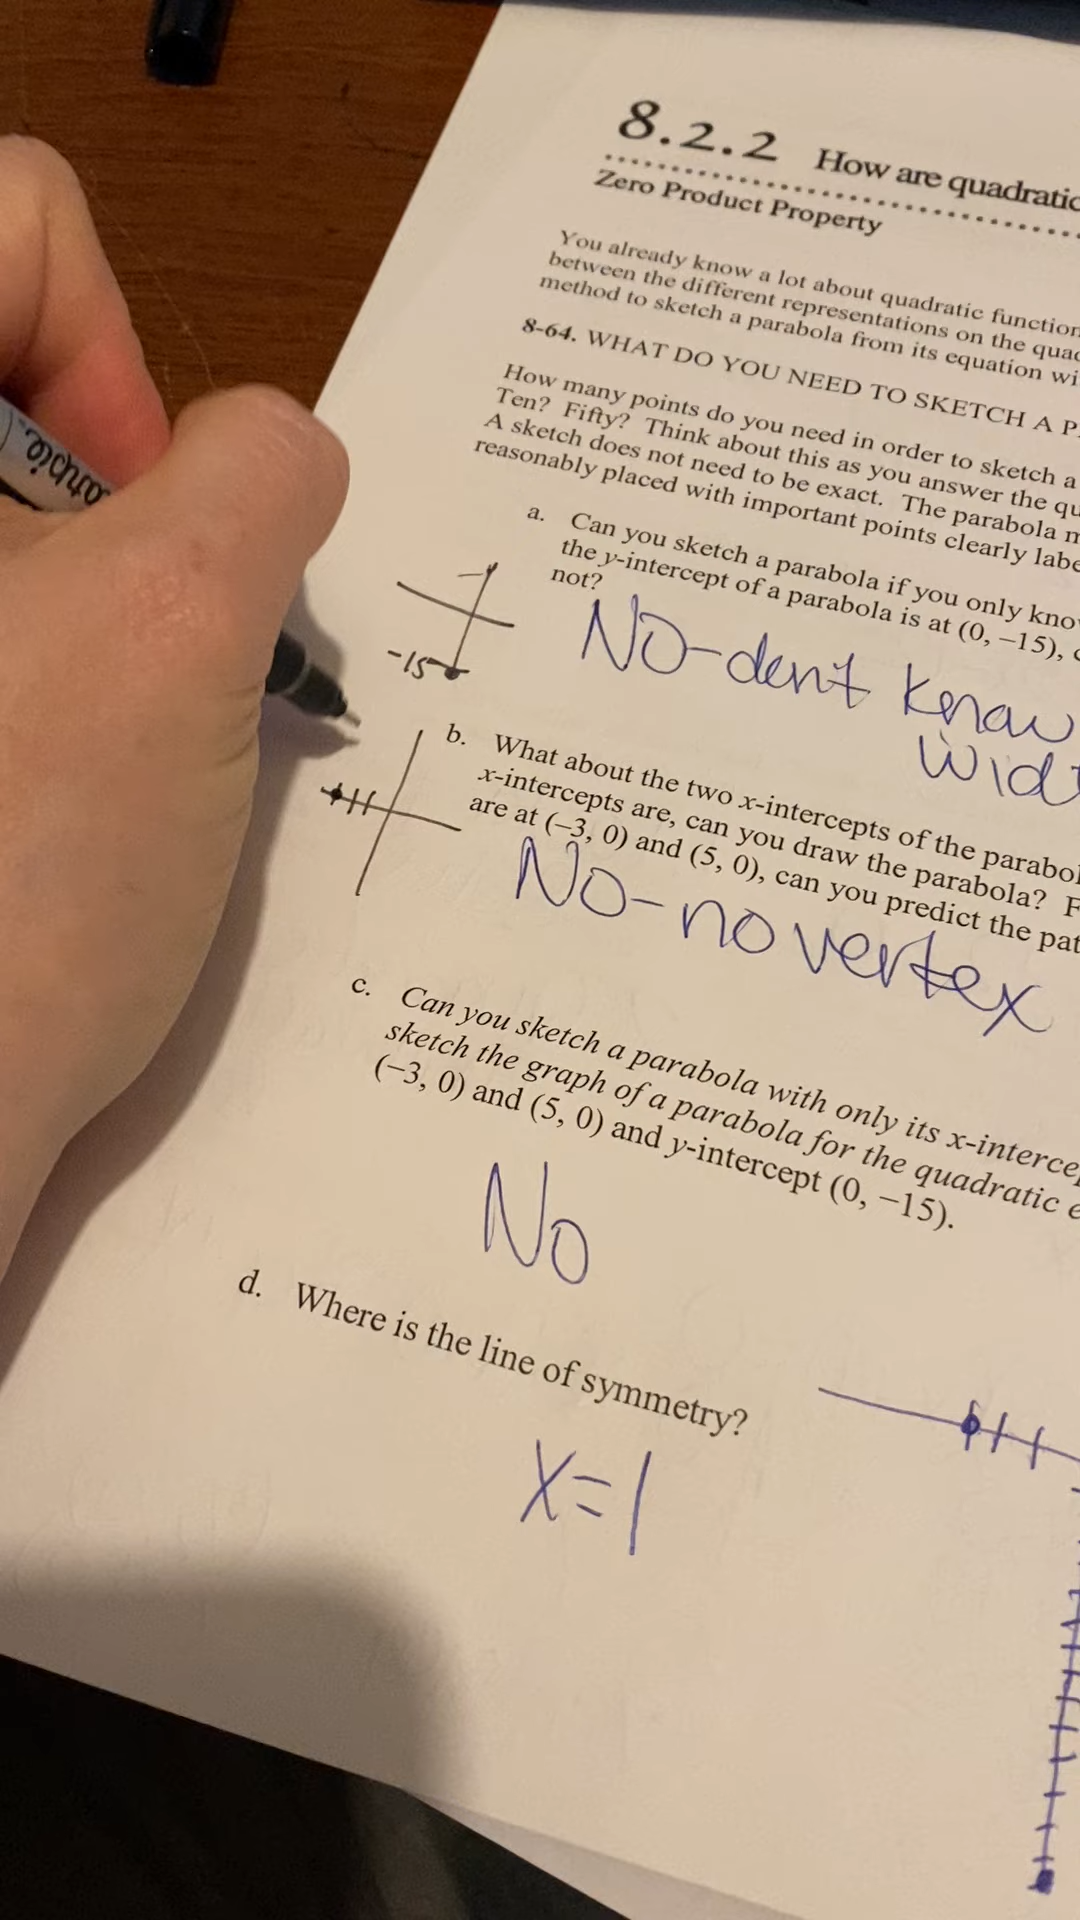 8.2.2 How are quadratic
Zero Product Property
You already know a lot about quadratic function
between the different representations on the quad
method to sketch a parabola from its equation wi
8-64. WHAT DO YOU NEED TO SKETCH A P
How many points do you need in order to sketch a
Ten? Fifty? Think about this as you answer the qu
A sketch does not need to be exact. The parabola m
reasonably placed with important points clearly labe
a. Can you sketch a parabola if you only know
the y-intercept of a parabola is at (0, −15), c
not?
NO-dont know
widt
-15
b. What about the two x-intercepts of the parabol
x-intercepts are, can you draw the parabola? F
are at (−3, 0) and (5, 0), can you predict the pat
NO-no vertex
c. Can you sketch a parabola with only its x-intercep
sketch the graph of a parabola for the quadratic e
(−3, 0) and (5, 0) and y-intercept (0, −15).
No
d. Where is the line of symmetry?
x=1